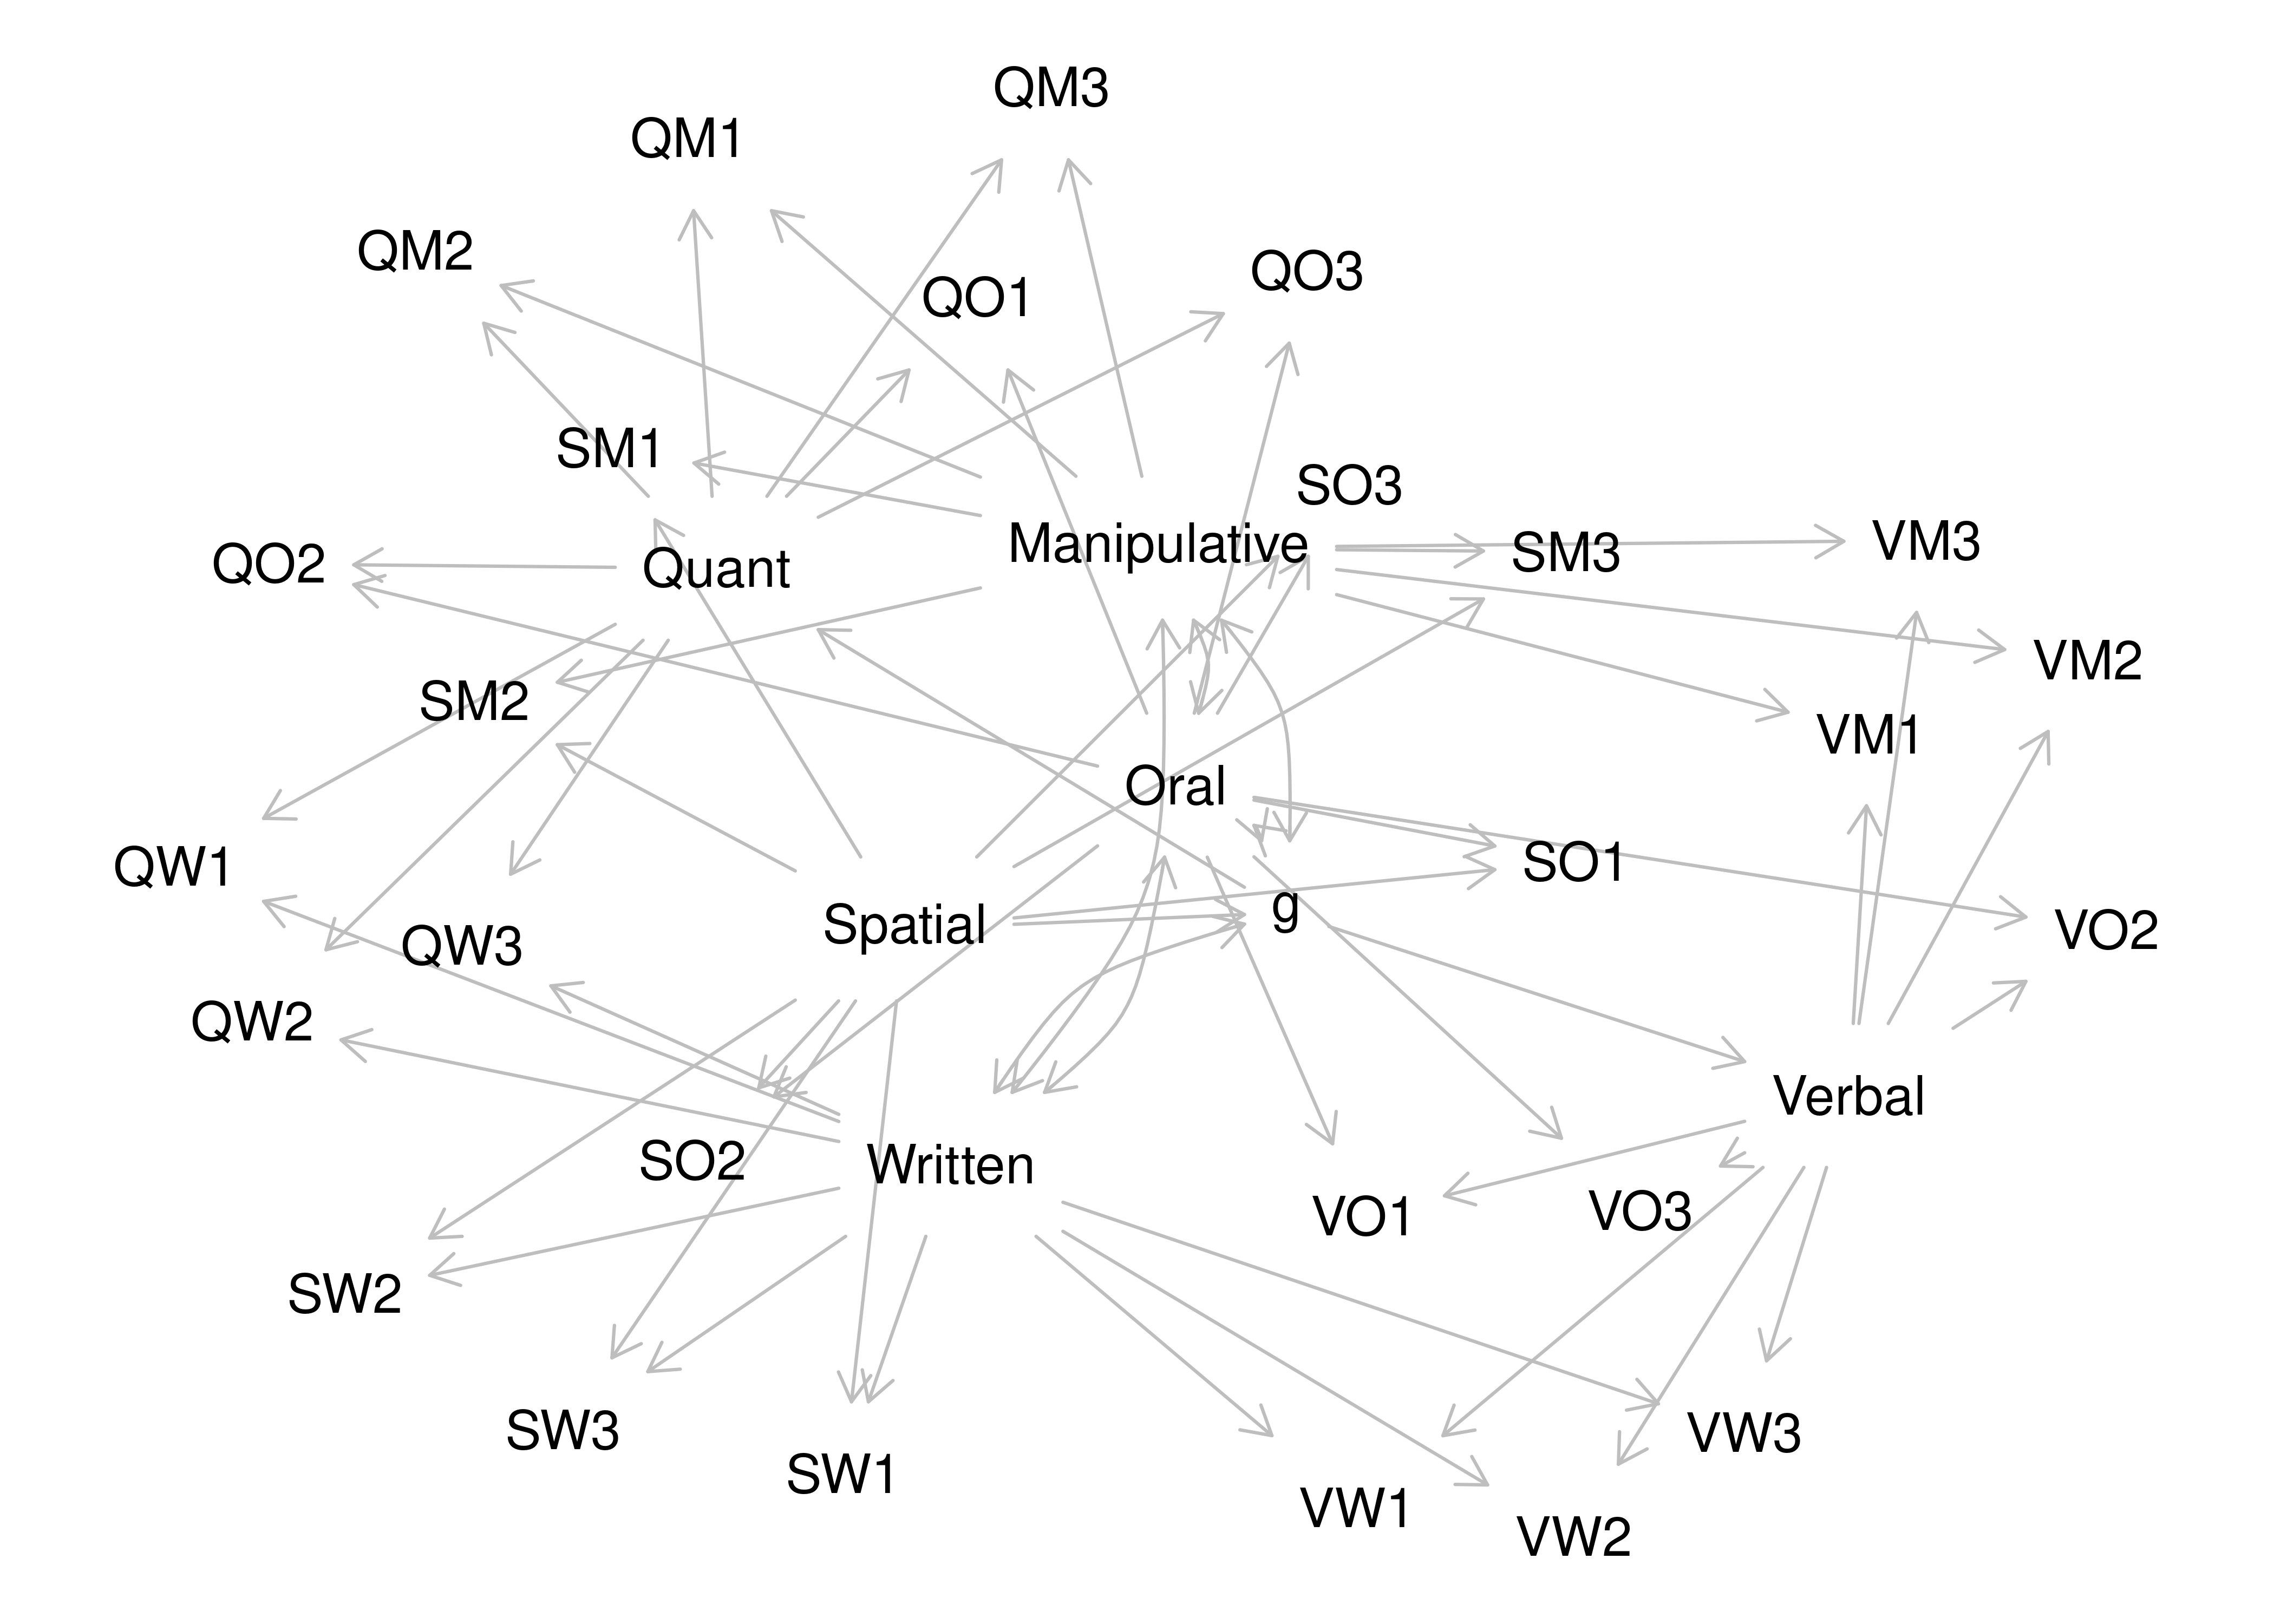 QM3
QM1
QM2
QO3
QO1
SM1
SO3
Manipulative
VM3
SM3
QO2
Quant
VM2
SM2
VM1
Oral
SO1
QW1
g
Spatial
VO2
QW3
QW2
Verbal
SO2
Written
VO3
VO1
SW2
SW3
VW3
SW1
VW1
VW2